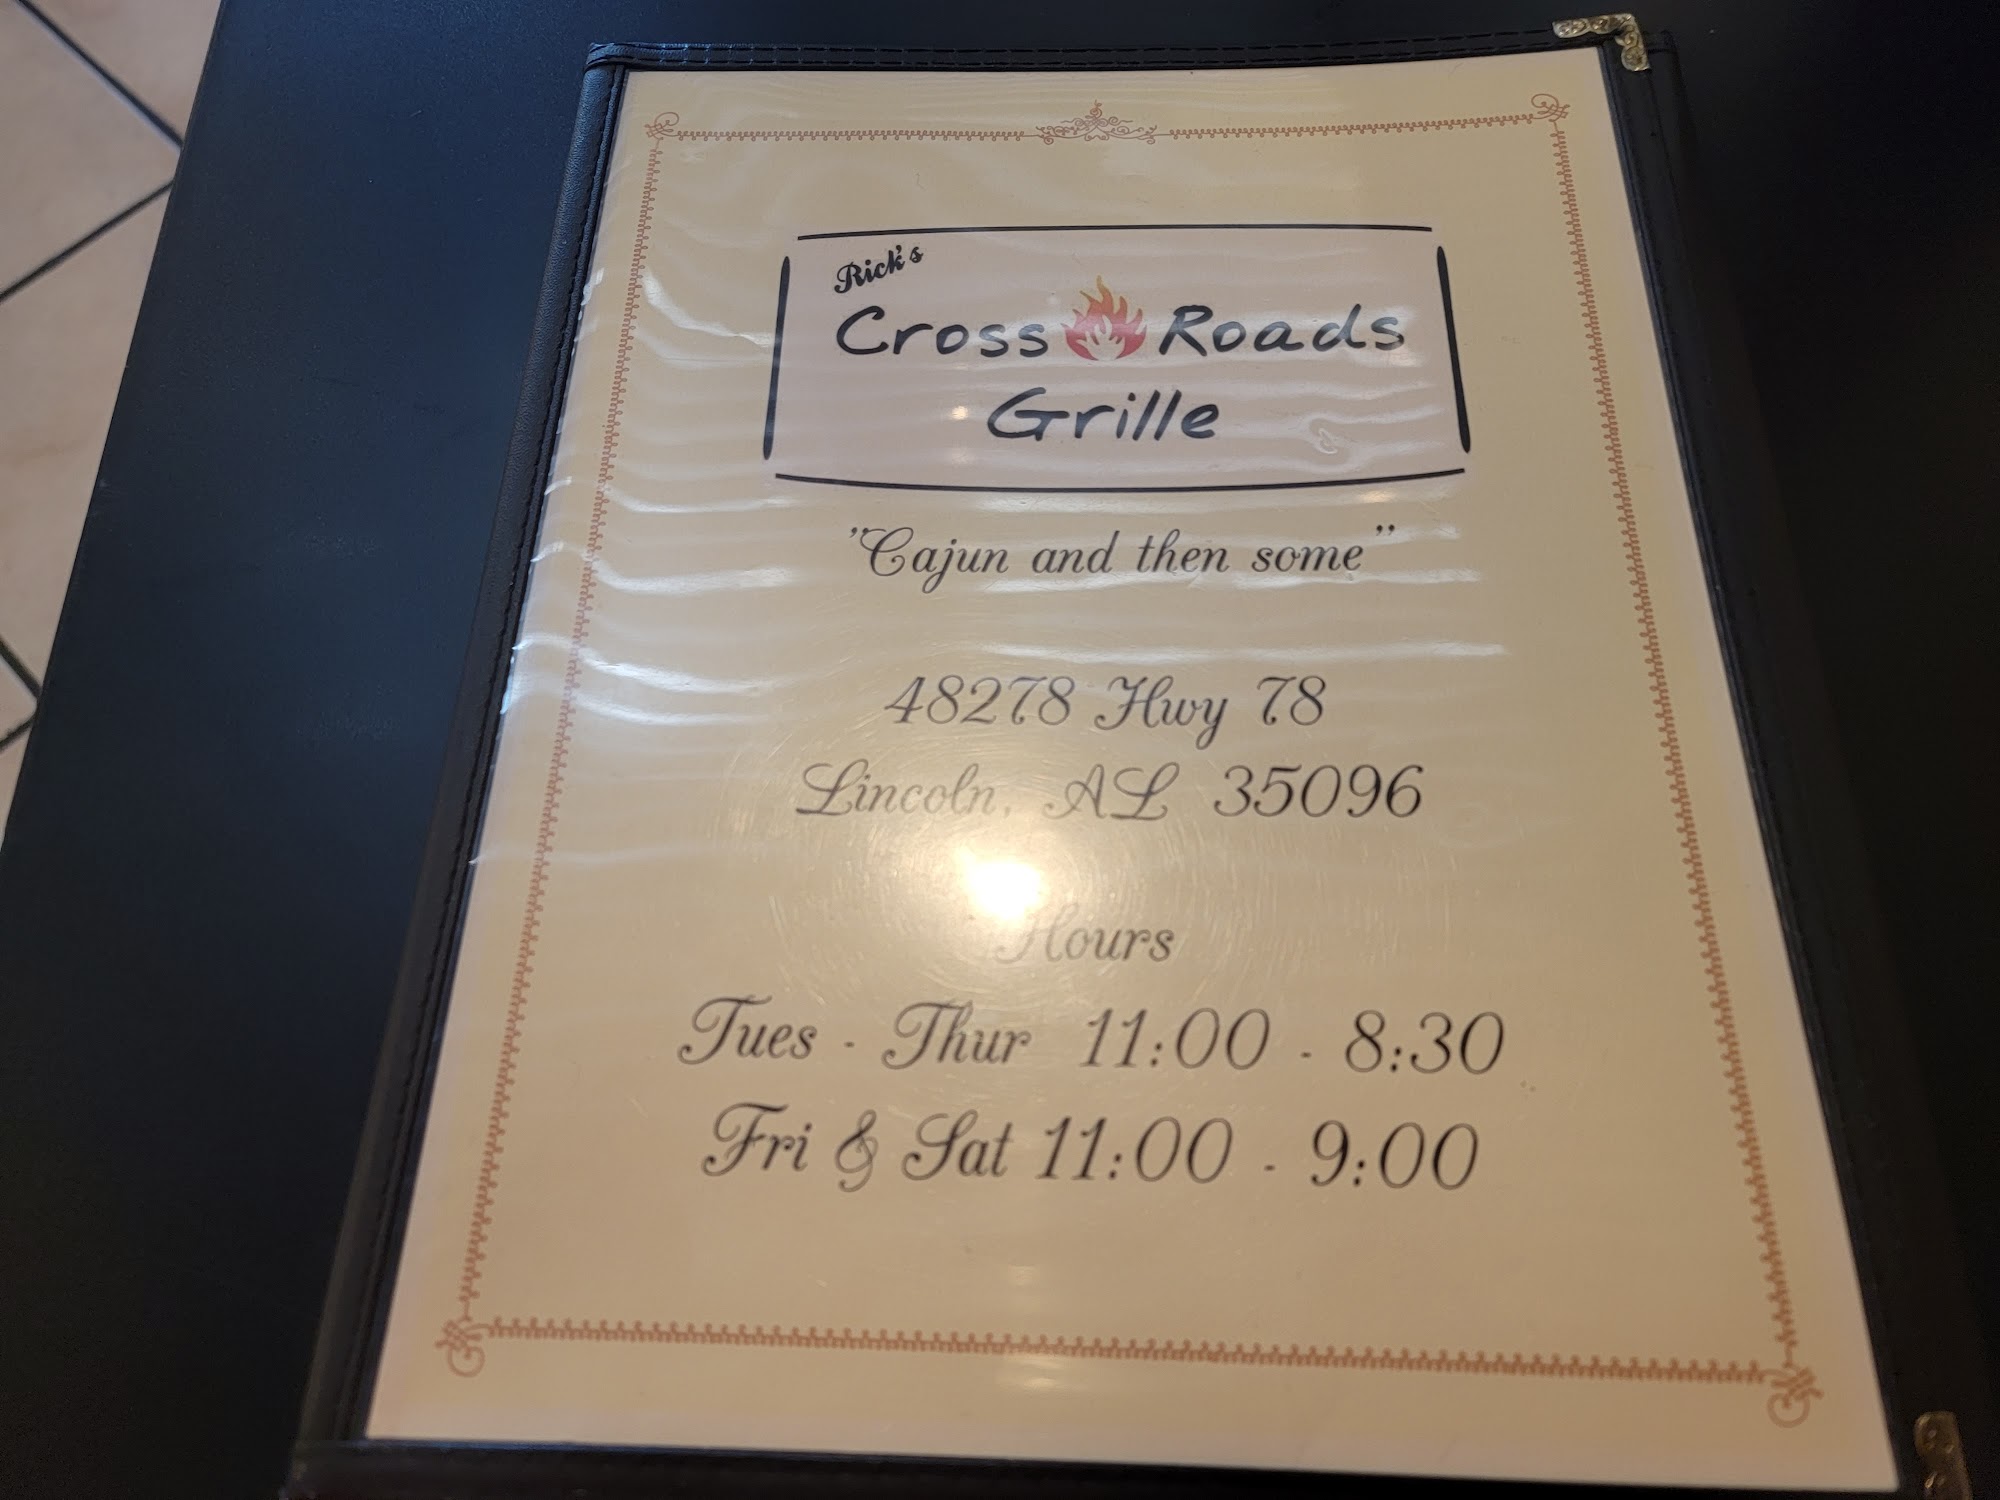 Rick's
Cross Roads
Grille
"Cajun and then some"
48278 Hwy 78
Lincoln, AL 35096
Hours
Tues - Thur 11:00 - 8:30
Fri & Sat 11:00 - 9:00